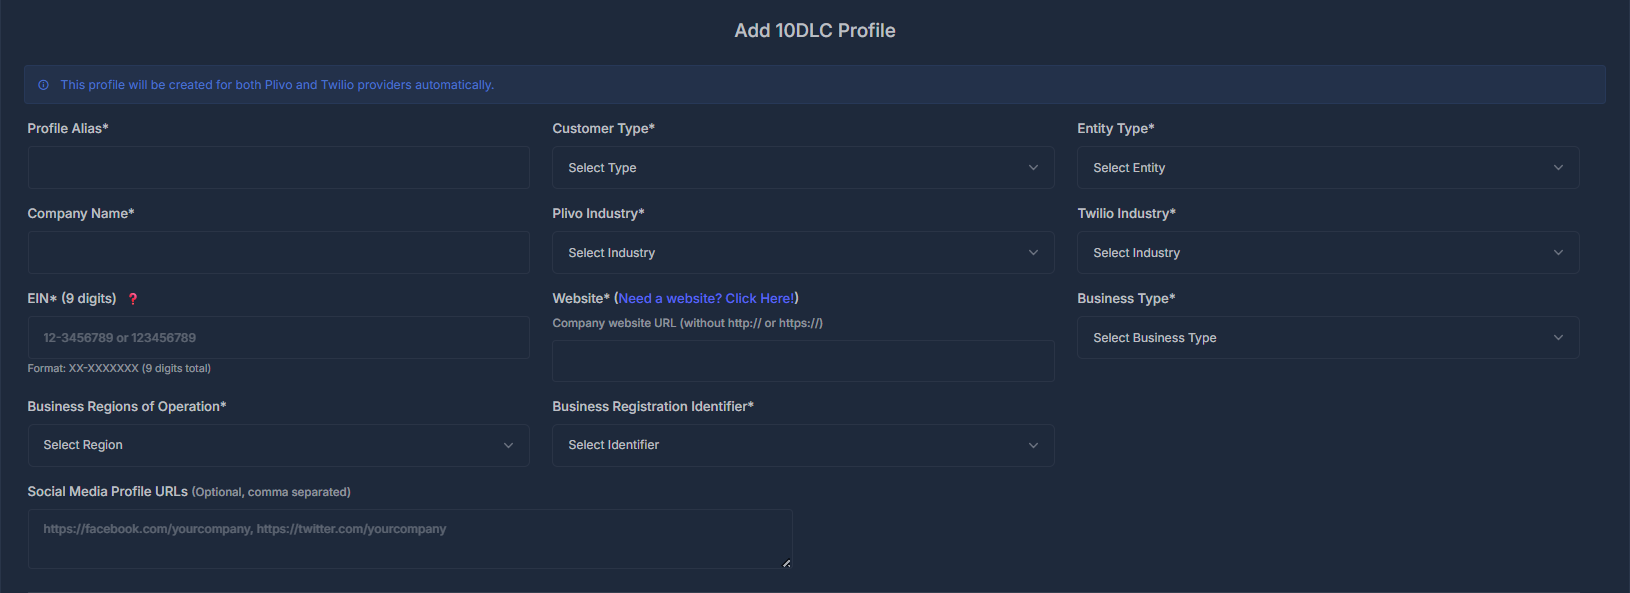 Add 10DLC Profile
This profile will be created for both Plivo and Twilio providers automatically.
Profile Alias*
Customer Type*
Entity Type*
Select Type
Select Entity
Company Name*
Plivo Industry*
Twilio Industry*
Select Industry
Select Industry
EIN* (9 digits) ?
Website* (Need a website? Click Here!)
Business Type*
Company website URL (without http:// or https://)
12-3456789 or 123456789
Select Business Type
Format: XX-XXXXXXX (9 digits total)
Business Regions of Operation*
Business Registration Identifier*
Select Region
Select Identifier
Social Media Profile URLs (Optional, comma separated)
https://facebook.com/yourcompany, https://twitter.com/yourcompany